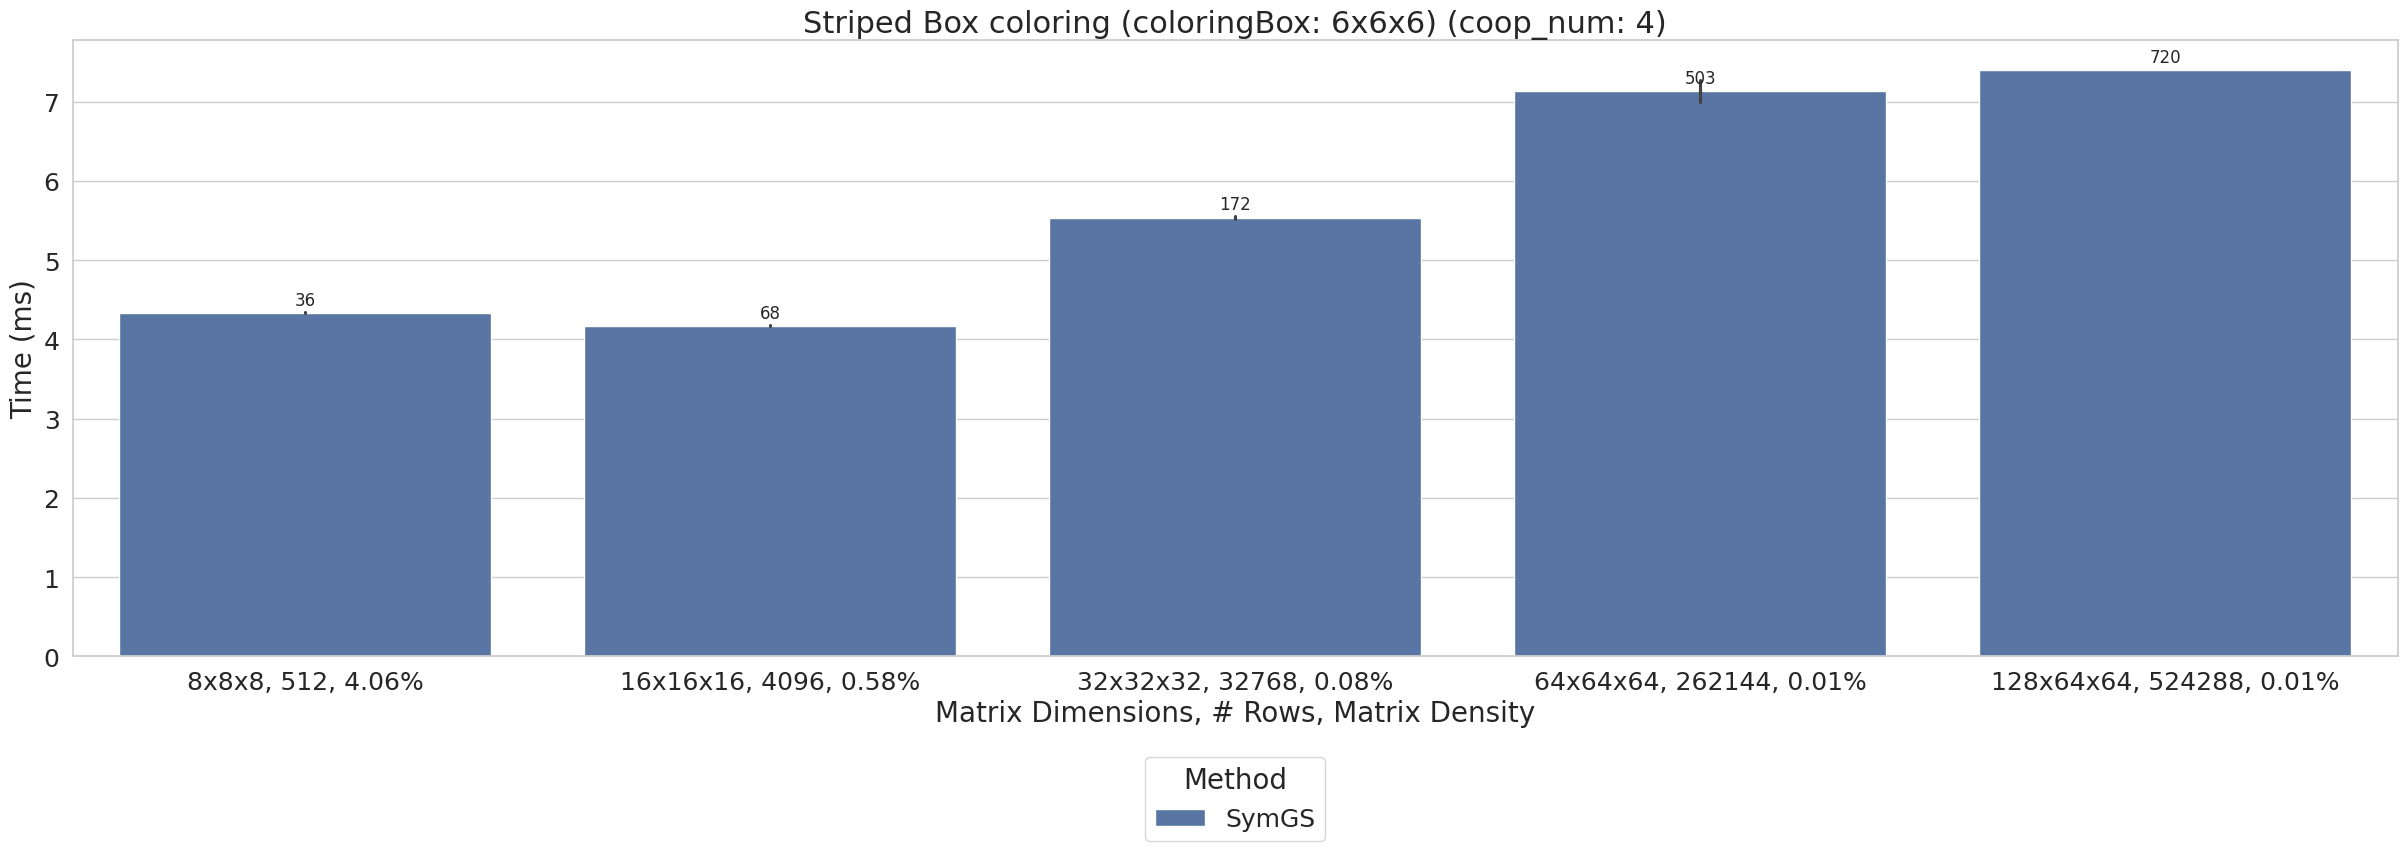 Striped Box coloring (coloringBox: 6x6x6) (coop_num: 4)
Time (ms)
7
6
5
4
3
2
1
0
36
68
172
503
720
8x8x8, 512, 4.06%
16x16x16, 4096, 0.58%
32x32x32, 32768, 0.08%
64x64x64, 262144, 0.01%
128x64x64, 524288, 0.01%
Matrix Dimensions, # Rows, Matrix Density
Method
SymGS